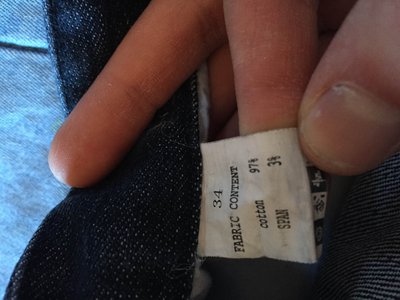 34
FABRIC CONTENT
97%
cotton
3%
SPAN